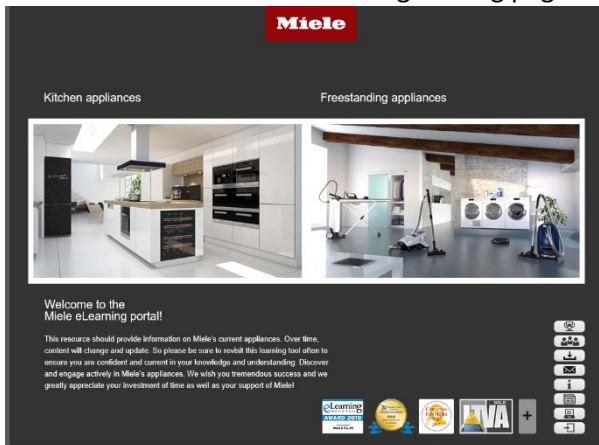 Miele
Kitchen appliances
Freestanding appliances
Welcome to the
Miele eLearning portal!
This resource should provide information on Miele's current appliances. Over time,
content will change and update. So please be sure to revisit this learning tool often to
ensure you are confident and current in your knowledge and understanding. Discover
and engage actively in Miele's appliances. We wish you tremendous success and we
greatly appreciate your investment of time as well as your support of Miele!
eLearning
AWARD 2010
ITVA
GOLD
+
i